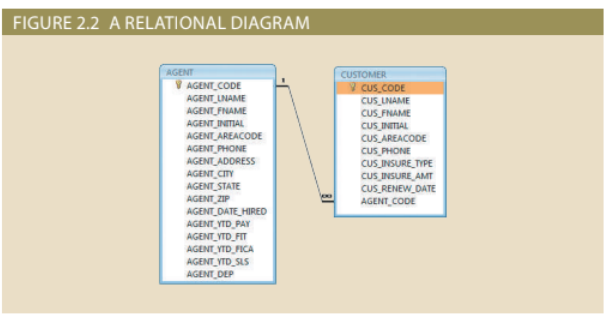 FIGURE 2.2 A RELATIONAL DIAGRAM
AGENT
AGENT_CODE
AGENT_LNAME
AGENT_FNAME
AGENT_INITIAL
AGENT_AREACODE
AGENT_PHONE
AGENT_ADDRESS
AGENT_CITY
AGENT_STATE
AGENT_ZIP
AGENT_DATE_HIRED
AGENT_YTD_PAY
AGENT_YTD_FIT
AGENT_YTD_FICA
AGENT_YTD_SLS
AGENT_DEP
1
∞
CUSTOMER
CUS_CODE
CUS_LNAME
CUS_FNAME
CUS_INITIAL
CUS_AREACODE
CUS_PHONE
CUS_INSURE_TYPE
CUS_INSURE_AMT
CUS_RENEW_DATE
AGENT_CODE